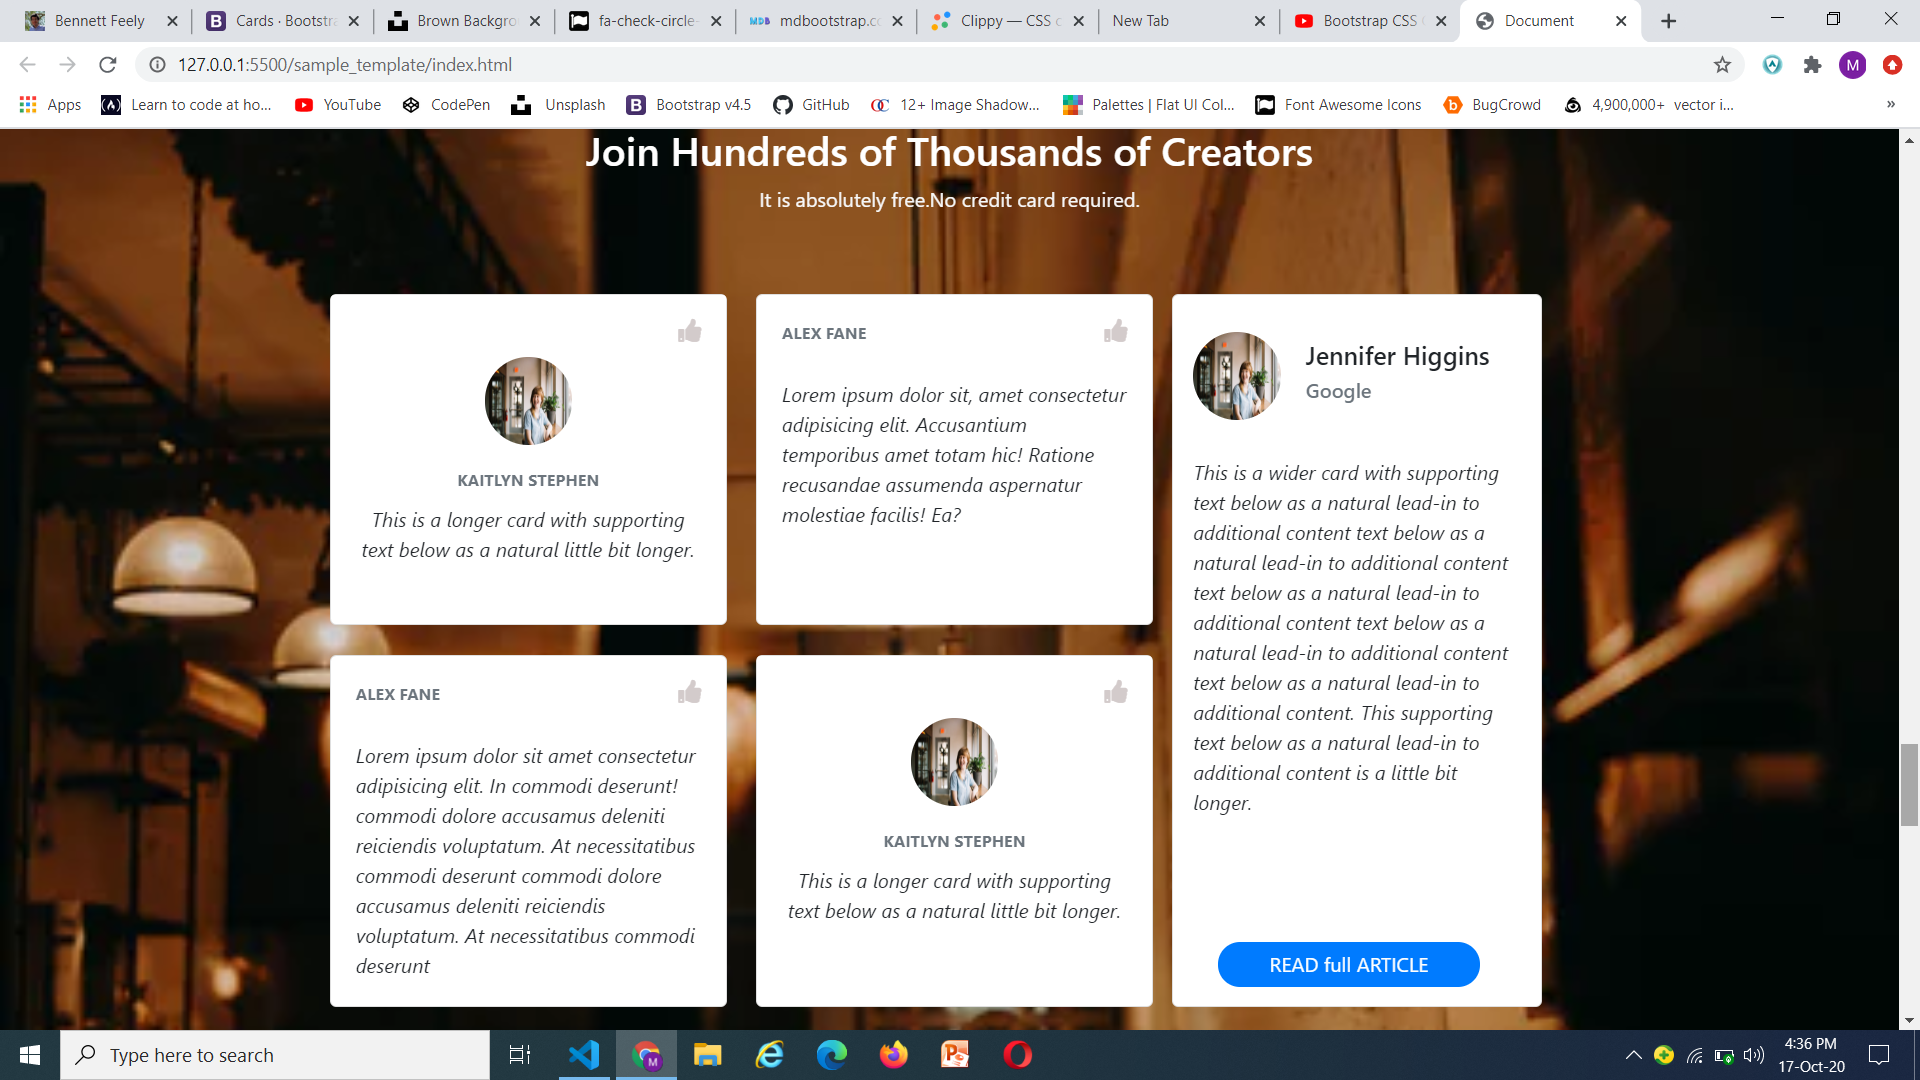 Bennett Feely
Cards · Bootstra
Brown Backgro
fa-check-circle-
mdbootstrap.co
Clippy — CSS c
New Tab
Bootstrap CSS
Document
127.0.0.1:5500/sample_template/index.html
M
Apps
Learn to code at ho...
YouTube
CodePen
Unsplash
Bootstrap v4.5
GitHub
12+ Image Shadow...
Palettes | Flat UI Col...
Font Awesome Icons
BugCrowd
4,900,000+ vector i...
»
Join Hundreds of Thousands of Creators
It is absolutely free.No credit card required.
KAITLYN STEPHEN
This is a longer card with supporting
text below as a natural little bit longer.
ALEX FANE
Lorem ipsum dolor sit, amet consectetur
adipisicing elit. Accusantium
temporibus amet totam hic! Ratione
recusandae assumenda aspernatur
molestiae facilis! Ea?
Jennifer Higgins
Google
This is a wider card with supporting
text below as a natural lead-in to
additional content text below as a
natural lead-in to additional content
text below as a natural lead-in to
additional content text below as a
natural lead-in to additional content
text below as a natural lead-in to
additional content. This supporting
text below as a natural lead-in to
additional content is a little bit
longer.
READ full ARTICLE
ALEX FANE
Lorem ipsum dolor sit amet consectetur
adipisicing elit. In commodi deserunt!
commodi dolore accusamus deleniti
reiciendis voluptatum. At necessitatibus
commodi deserunt commodi dolore
accusamus deleniti reiciendis
voluptatum. At necessitatibus commodi
deserunt
KAITLYN STEPHEN
This is a longer card with supporting
text below as a natural little bit longer.
Type here to search
4:36 PM
17-Oct-20